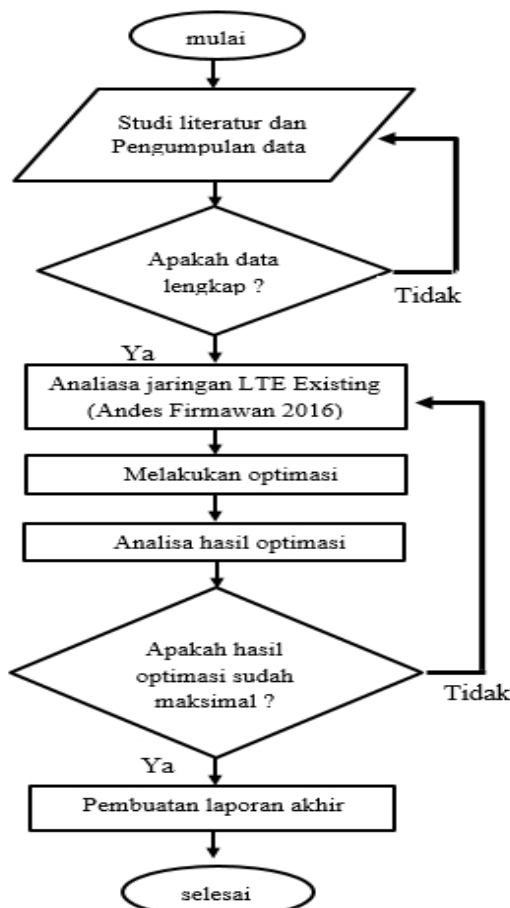 mulai
Studi literatur dan
Pengumpulan data
Apakah data
lengkap ?
Tidak
Ya
Analiasa jaringan LTE Existing
(Andes Firmawan 2016)
Melakukan optimasi
Analisa hasil optimasi
Apakah hasil
optimasi sudah
maksimal ?
Tidak
Ya
Pembuatan laporan akhir
selesai